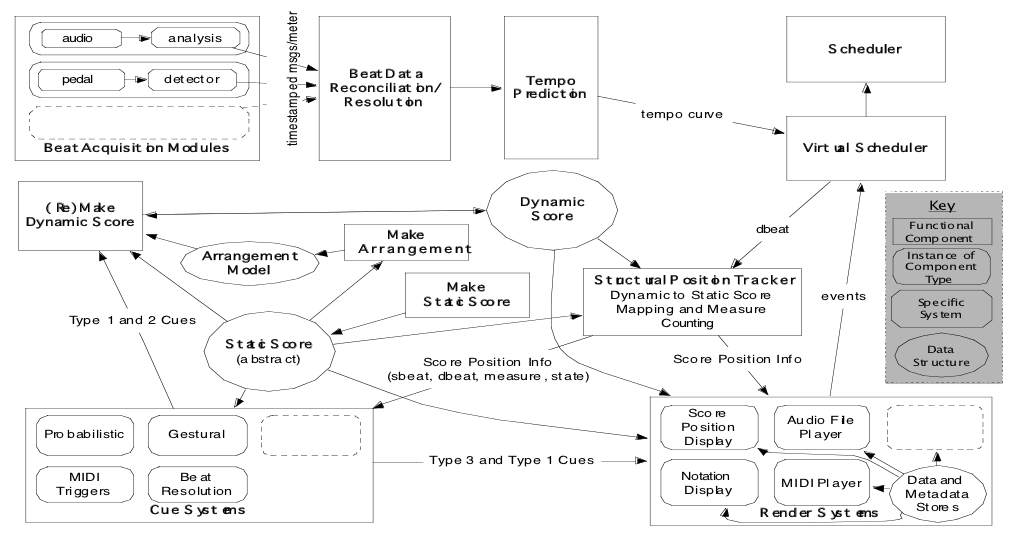 audio
analysis
pedal
detector
Beat Acquisition Modules
timestamped msgs/meter
Beat Data
Reconciliation/
Resolution
Tempo
Prediction
tempo curve
Scheduler
Virtual Scheduler
(Re)Make
Dynamic Score
Dynamic
Score
Make
Arrangement
Arrangement
Model
Make
Static Score
dbeat
Structural Position Tracker
Dynamic to Static Score
Mapping and Measure
Counting
events
Key
Functional
Component
Instance of
Component
Type
Specific
System
Data
Structure
Type 1 and 2 Cues
Static Score
(abstract)
Score Position Info
(sbeat, dbeat, measure, state)
Score Position Info
Probabilistic
Gestural
MIDI
Triggers
Beat
Resolution
Cue Systems
Type 3 and Type 1 Cues
Score
Position
Display
Audio File
Player
Notation
Display
MIDI Player
Data and
Metadata
Stores
Render Systems